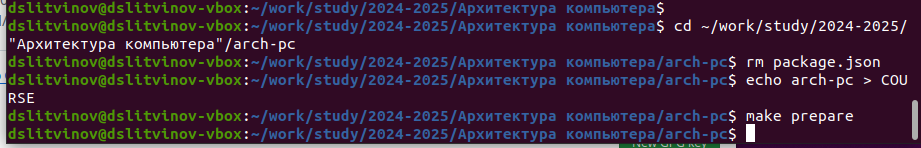 dslitvinov@dslitvinov-vbox:~/work/study/2024-2025/Архитектура компьютера$
dslitvinov@dslitvinov-vbox:~/work/study/2024-2025/Архитектура компьютера$ cd ~/work/study/2024-2025/
"Архитектура компьютера"/arch-pc
dslitvinov@dslitvinov-vbox:~/work/study/2024-2025/Архитектура компьютера/arch-pc$ rm package.json
dslitvinov@dslitvinov-vbox:~/work/study/2024-2025/Архитектура компьютера/arch-pc$ echo arch-pc > COU
RSE
dslitvinov@dslitvinov-vbox:~/work/study/2024-2025/Архитектура компьютера/arch-pc$ make prepare
dslitvinov@dslitvinov-vbox:~/work/study/2024-2025/Архитектура компьютера/arch-pc$
New GPG key